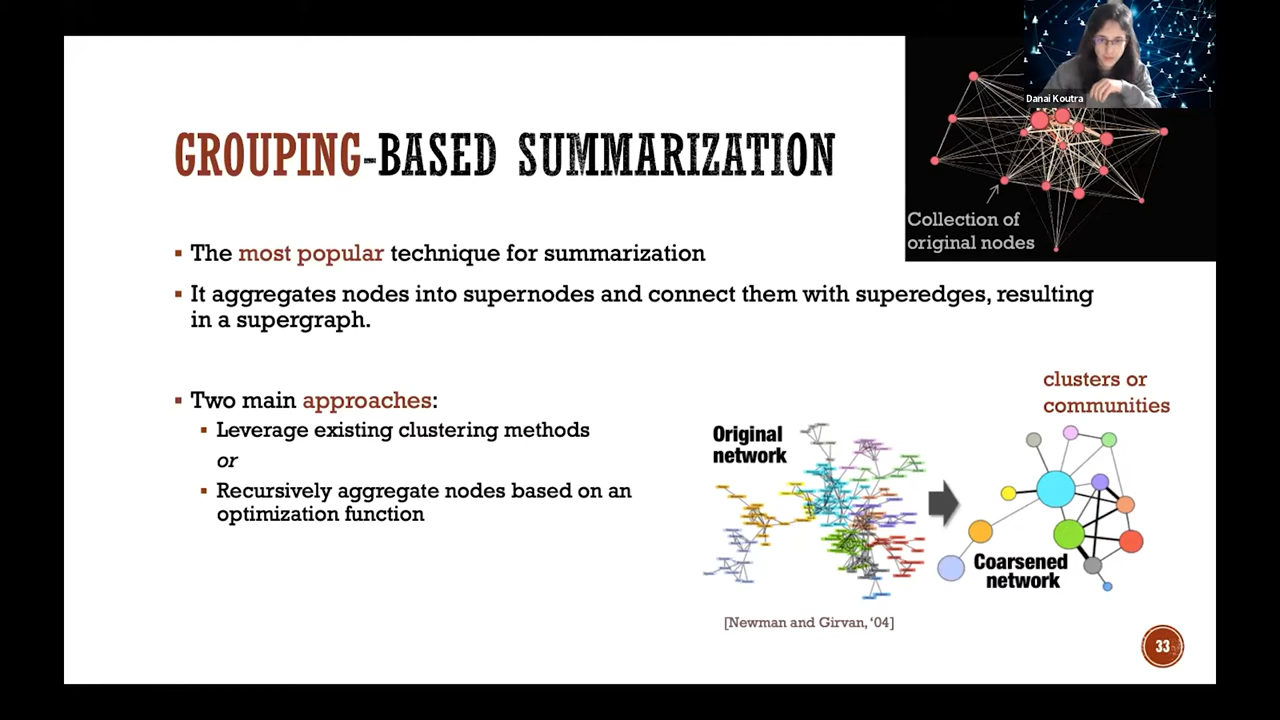 Danai Koutra
GROUPING-BASED SUMMARIZATION
Collection of
original nodes
▪ The most popular technique for summarization
▪ It aggregates nodes into supernodes and connect them with superedges, resulting
in a supergraph.
▪ Two main approaches:
▪ Leverage existing clustering methods
or
▪ Recursively aggregate nodes based on an
optimization function
clusters or
communities
Original
network
Coarsened
network
[Newman and Girvan, ‘04]
33